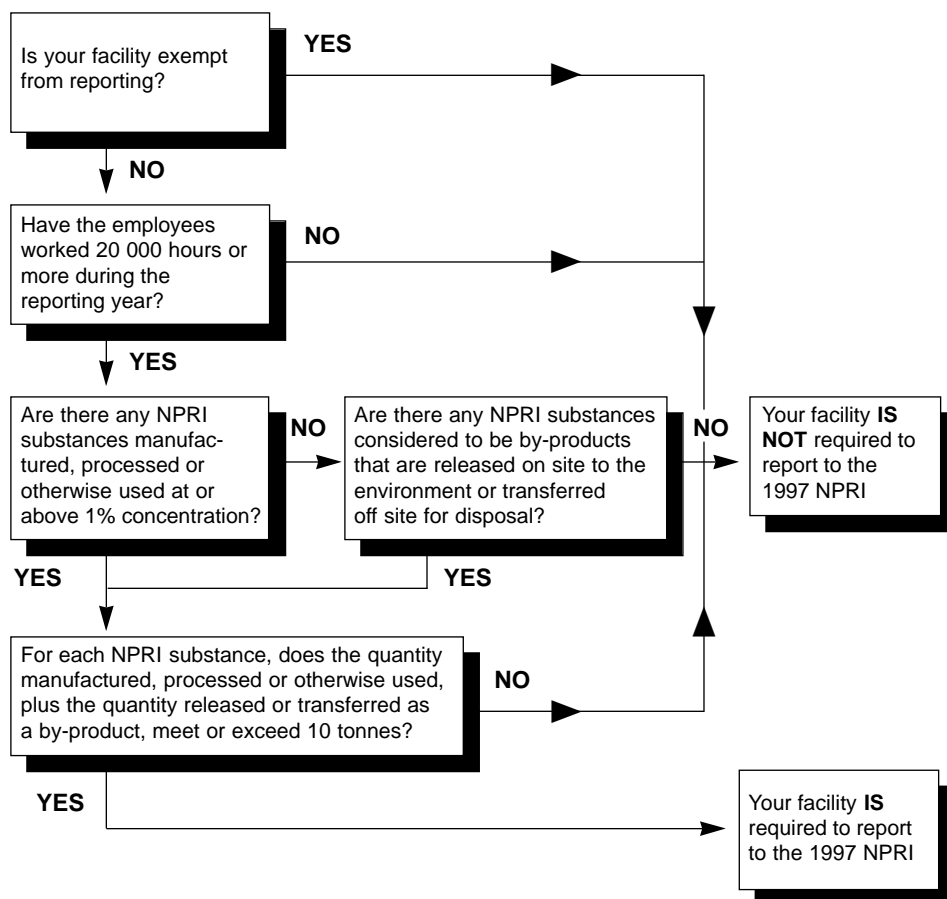 Is your facility exempt
from reporting?
YES
NO
Have the employees
worked 20 000 hours or
more during the
reporting year?
NO
YES
Are there any NPRI
substances manufac-
tured, processed or
otherwise used at or
above 1% concentration?
NO
Are there any NPRI substances
considered to be by-products
that are released on site to the
environment or transferred
off site for disposal?
NO
Your facility IS
NOT required to
report to the
1997 NPRI
YES
YES
For each NPRI substance, does the quantity
manufactured, processed or otherwise used,
plus the quantity released or transferred as
a by-product, meet or exceed 10 tonnes?
NO
YES
Your facility IS
required to report
to the 1997 NPRI